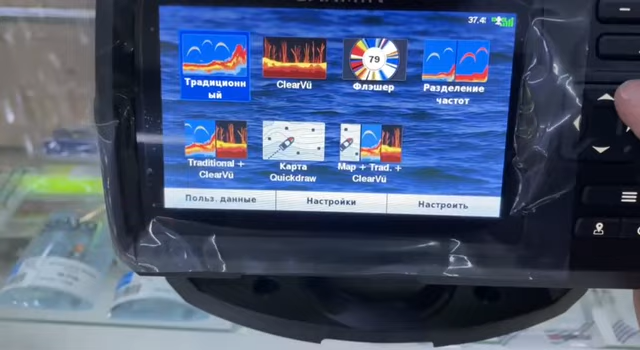 37.4
79
Традиционн
ый
ClearVü
Флэшер
Разделение
частот
Traditional +
ClearVü
Карта
Quickdraw
Map + Trad. +
ClearVü
Польз. данные
Настройки
Настроить